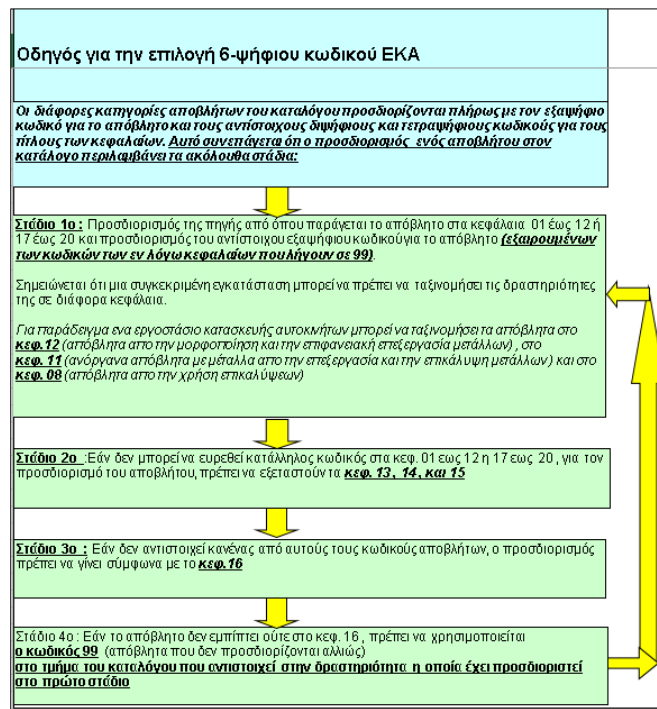 Οδηγός για την επιλογή 6-ψήφιου κωδικού ΕΚΑ
Οι διάφορες κατηγορίες αποβλήτων του καταλόγου προσδιορίζονται πλήρως με τον εξαψήφιο
κωδικό για το απόβλητο και τους αντίστοιχους διψήφιους και τετραψήφιους κωδικούς για τους
τίτλους των κεφαλαίων. Αυτό συνεπάγεται ότι ο προσδιορισμός ενός αποβλήτου στον
κατάλογο περιλαμβάνει τα ακόλουθα στάδια:
Στάδιο 1ο : Προσδιορισμός της πηγής από όπου παράγεται το απόβλητο στα κεφάλαια 01 έως 12 ή
17 έως 20 και προσδιορισμός του αντίστοιχου εξαψήφιου κωδικού για το απόβλητο (εξαιρουμένων
των κωδικών των εν λόγω κεφαλαίων που λήγουν σε 99).
Σημειώνεται ότι μια συγκεκριμένη εγκατάσταση μπορεί να πρέπει να ταξινομήσει τις δραστηριότητες
της σε διάφορα κεφάλαια.
Για παράδειγμα ενα εργοστάσιο κατασκευής αυτοκινήτων μπορεί να ταξινομήσει τα απόβλητα στο
κεφ.12 (απόβλητα απο την μορφοποίηση και την επιφανειακή επεξεργασία μετάλλων) , στο
κεφ. 11 (ανόργανα απόβλητα με μέταλλα απο την επεξεργασία και την επικάλυψη μετάλλων) και στο
κεφ. 08 (απόβλητα απο την χρήση επικαλύψεων)
Στάδιο 2ο :Εάν δεν μπορεί να ευρεθεί κατάλληλος κωδικός στα κεφ. 01 εως 12 η 17 εως 20 , για τον
προσδιορισμό του αποβλήτου, πρέπει να εξεταστούν τα κεφ. 13, 14, και 15
Στάδιο 3ο : Εάν δεν αντιστοιχεί κανένας από αυτούς τους κωδικούς αποβλήτων, ο προσδιορισμός
πρέπει να γίνει σύμφωνα με το κεφ.16
Στάδιο 4ο : Εάν το απόβλητο δεν εμπίπτει ούτε στο κεφ. 16 , πρέπει να χρησιμοποιείται
ο κωδικός 99 (απόβλητα που δεν προσδιορίζονται αλλιώς)
στο τμήμα του καταλόγου που αντιστοιχεί στην δραστηριότητα η οποία έχει προσδιοριστεί
στο πρώτο στάδιο